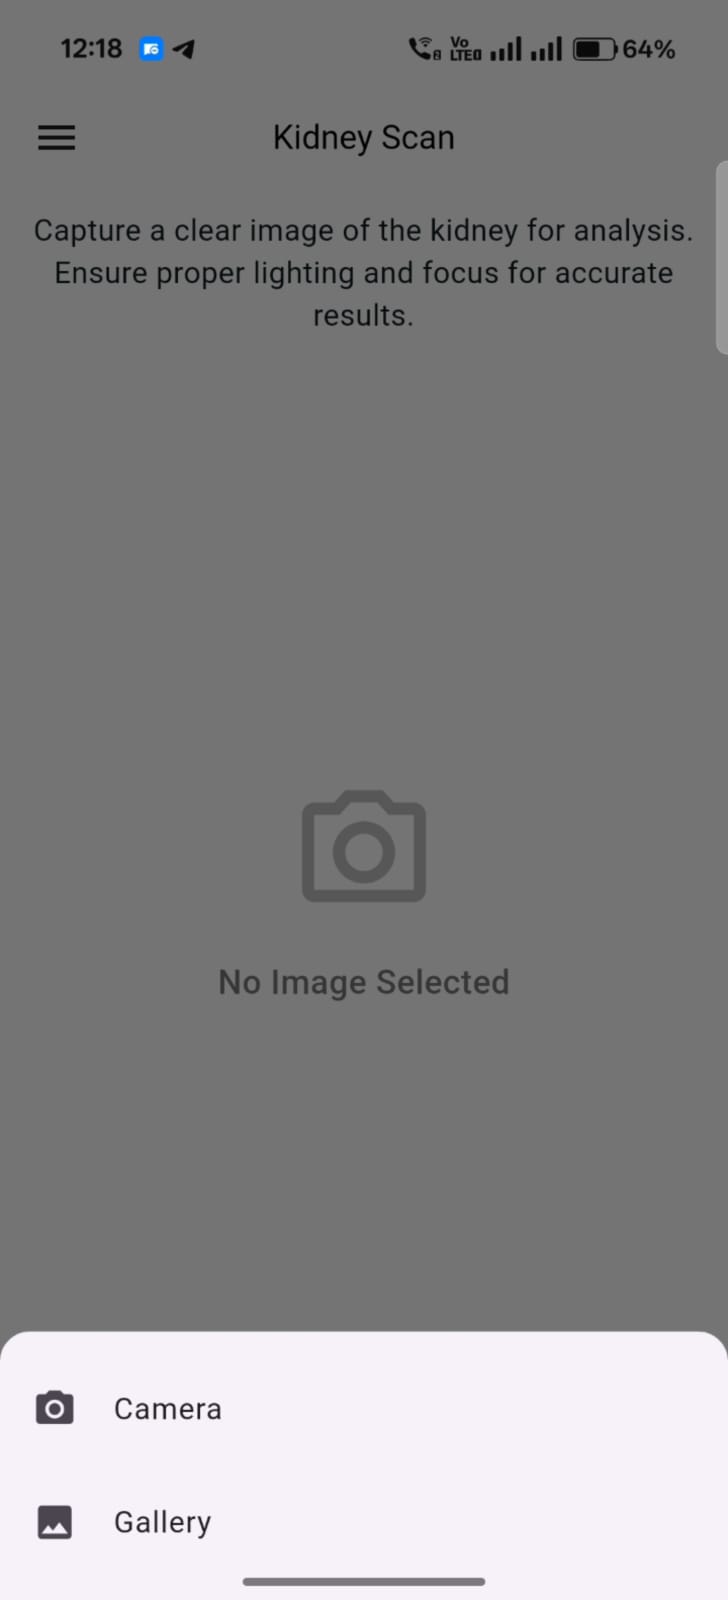 12:18
Vo
LTE
64%
Kidney Scan
Capture a clear image of the kidney for analysis.
Ensure proper lighting and focus for accurate
results.
No Image Selected
Camera
Gallery